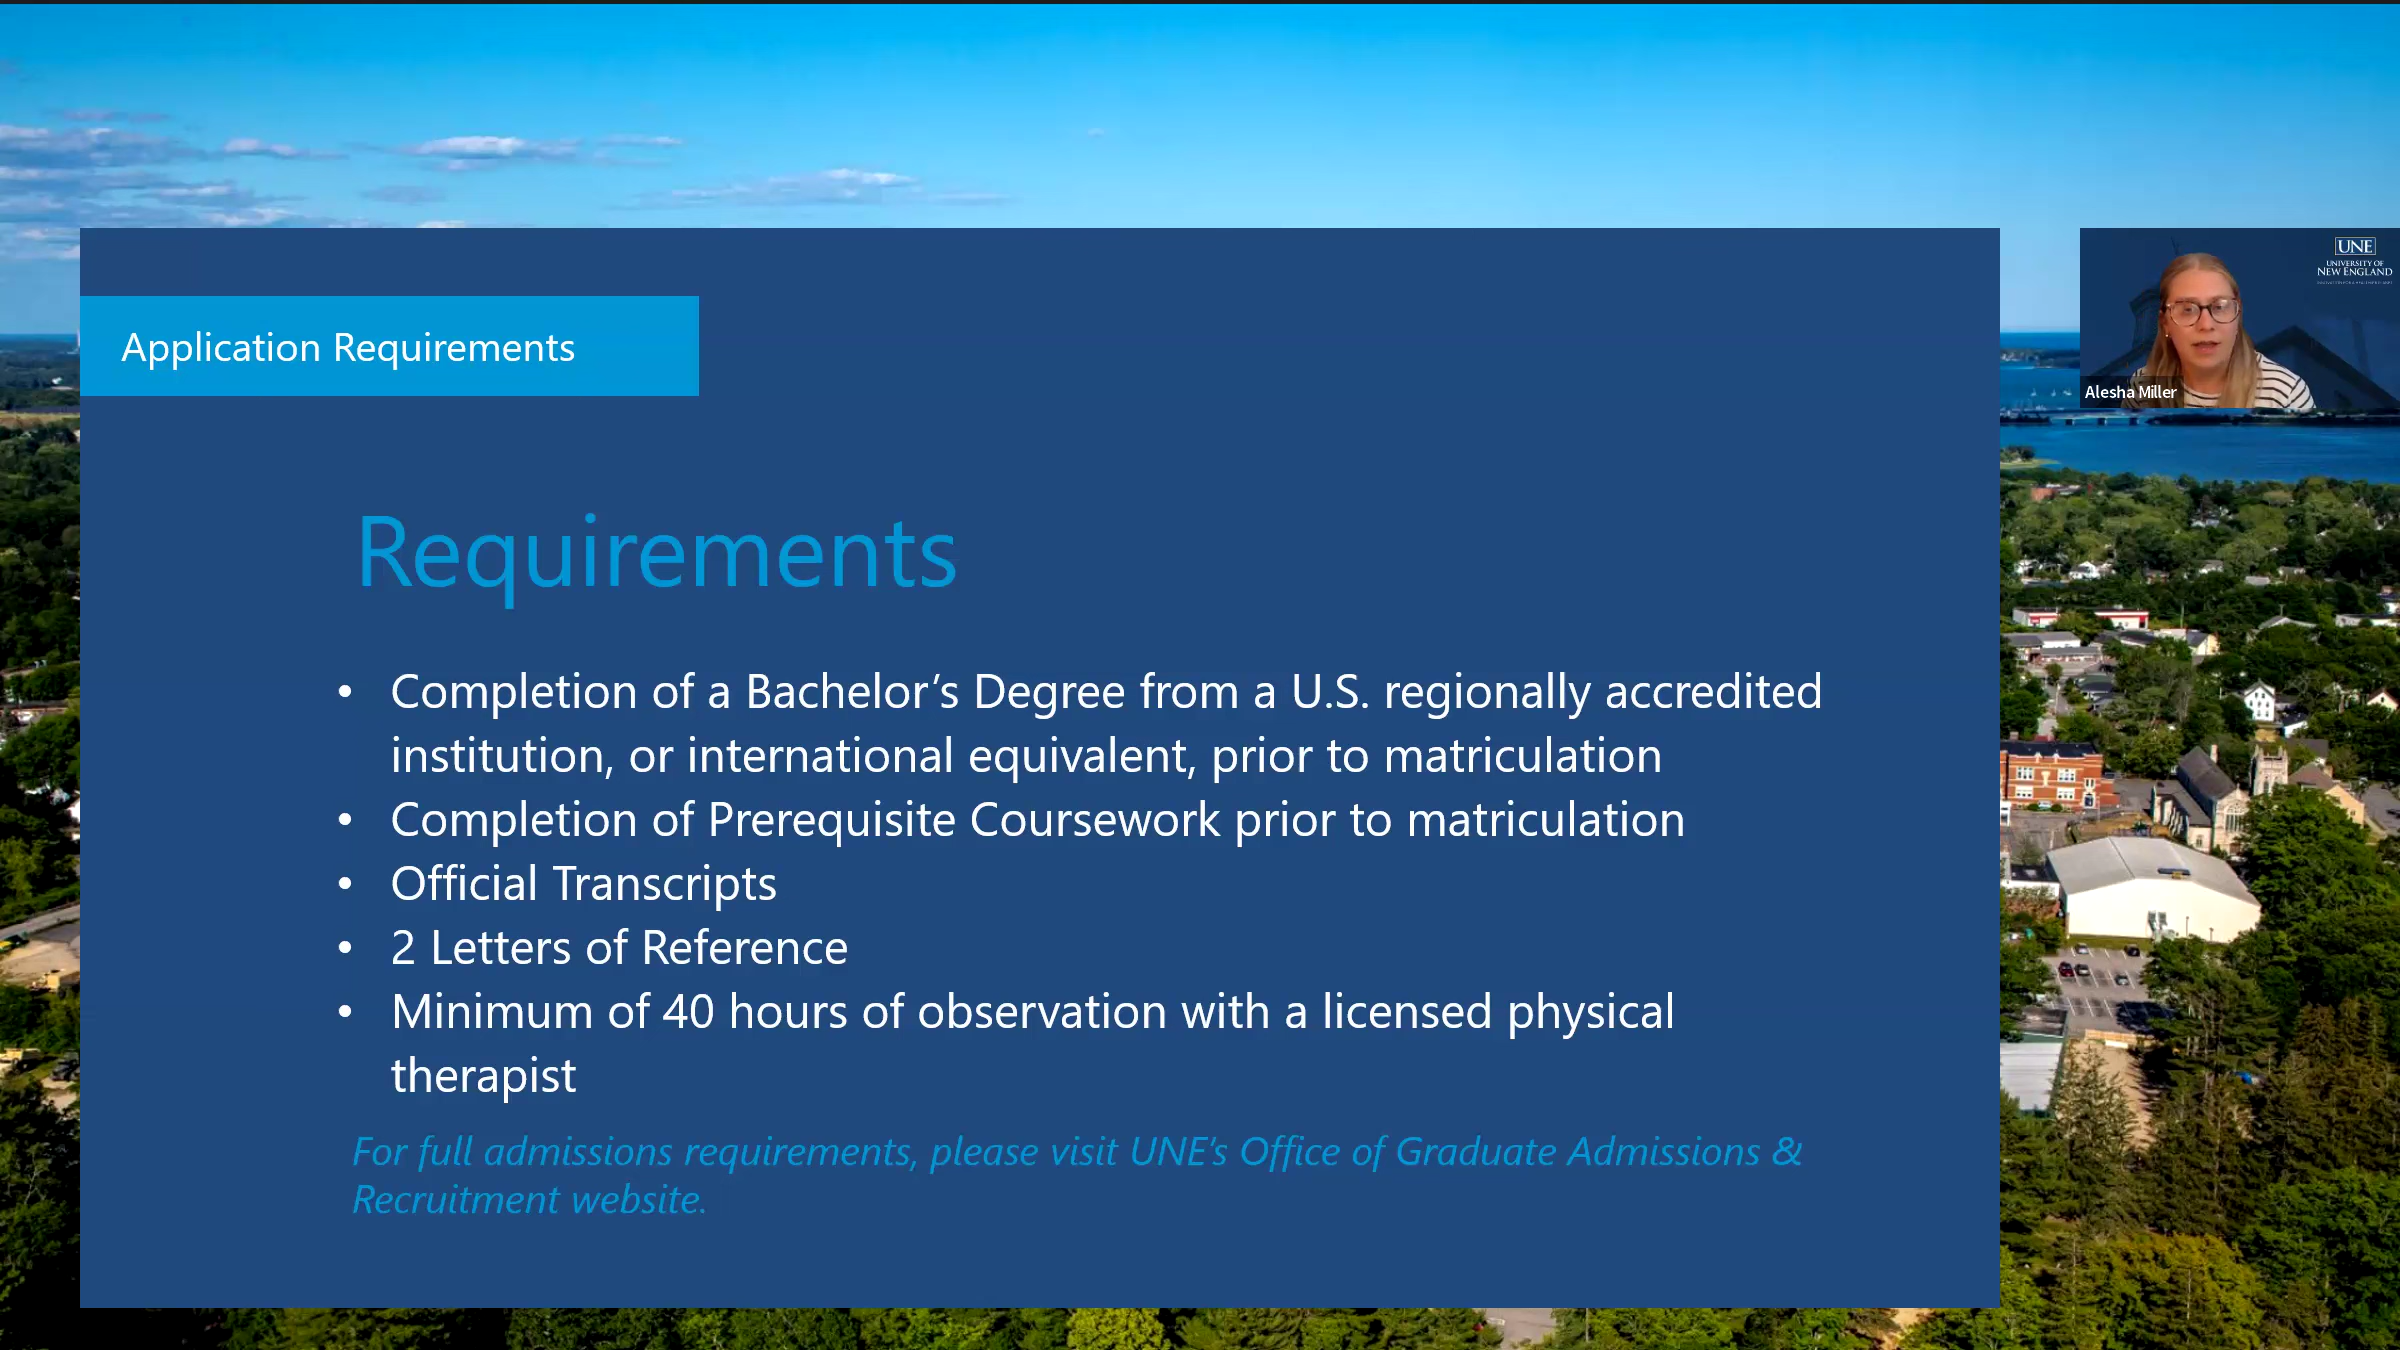 Application Requirements
UNE
UNIVERSITY OF
NEW ENGLAND
Alesha Miller
Requirements
• Completion of a Bachelor’s Degree from a U.S. regionally accredited
institution, or international equivalent, prior to matriculation
• Completion of Prerequisite Coursework prior to matriculation
• Official Transcripts
• 2 Letters of Reference
• Minimum of 40 hours of observation with a licensed physical
therapist
For full admissions requirements, please visit UNE’s Office of Graduate Admissions &
Recruitment website.